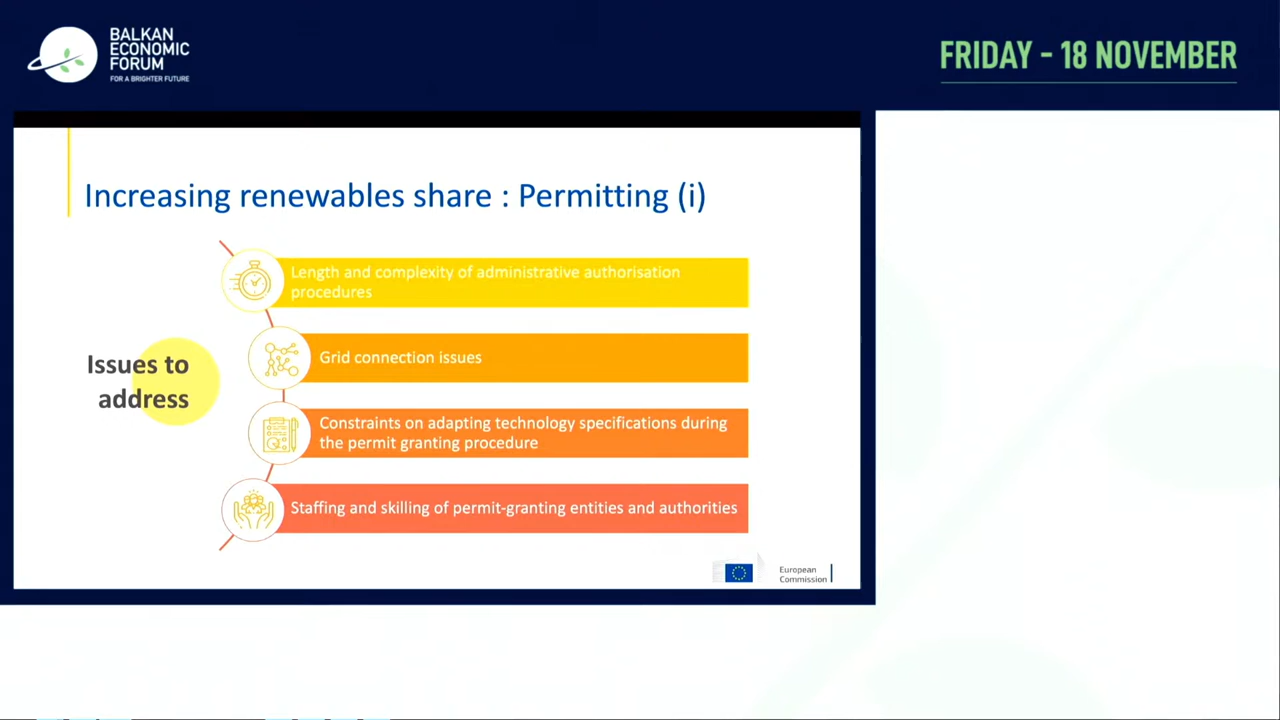 BALKAN
ECONOMIC
FORUM
FOR A BRIGHTER FUTURE
FRIDAY - 18 NOVEMBER
Increasing renewables share : Permitting (i)
Issues to
address
Length and complexity of administrative authorisation
procedures
Grid connection issues
Constraints on adapting technology specifications during
the permit granting procedure
Staffing and skilling of permit-granting entities and authorities
European
Commission